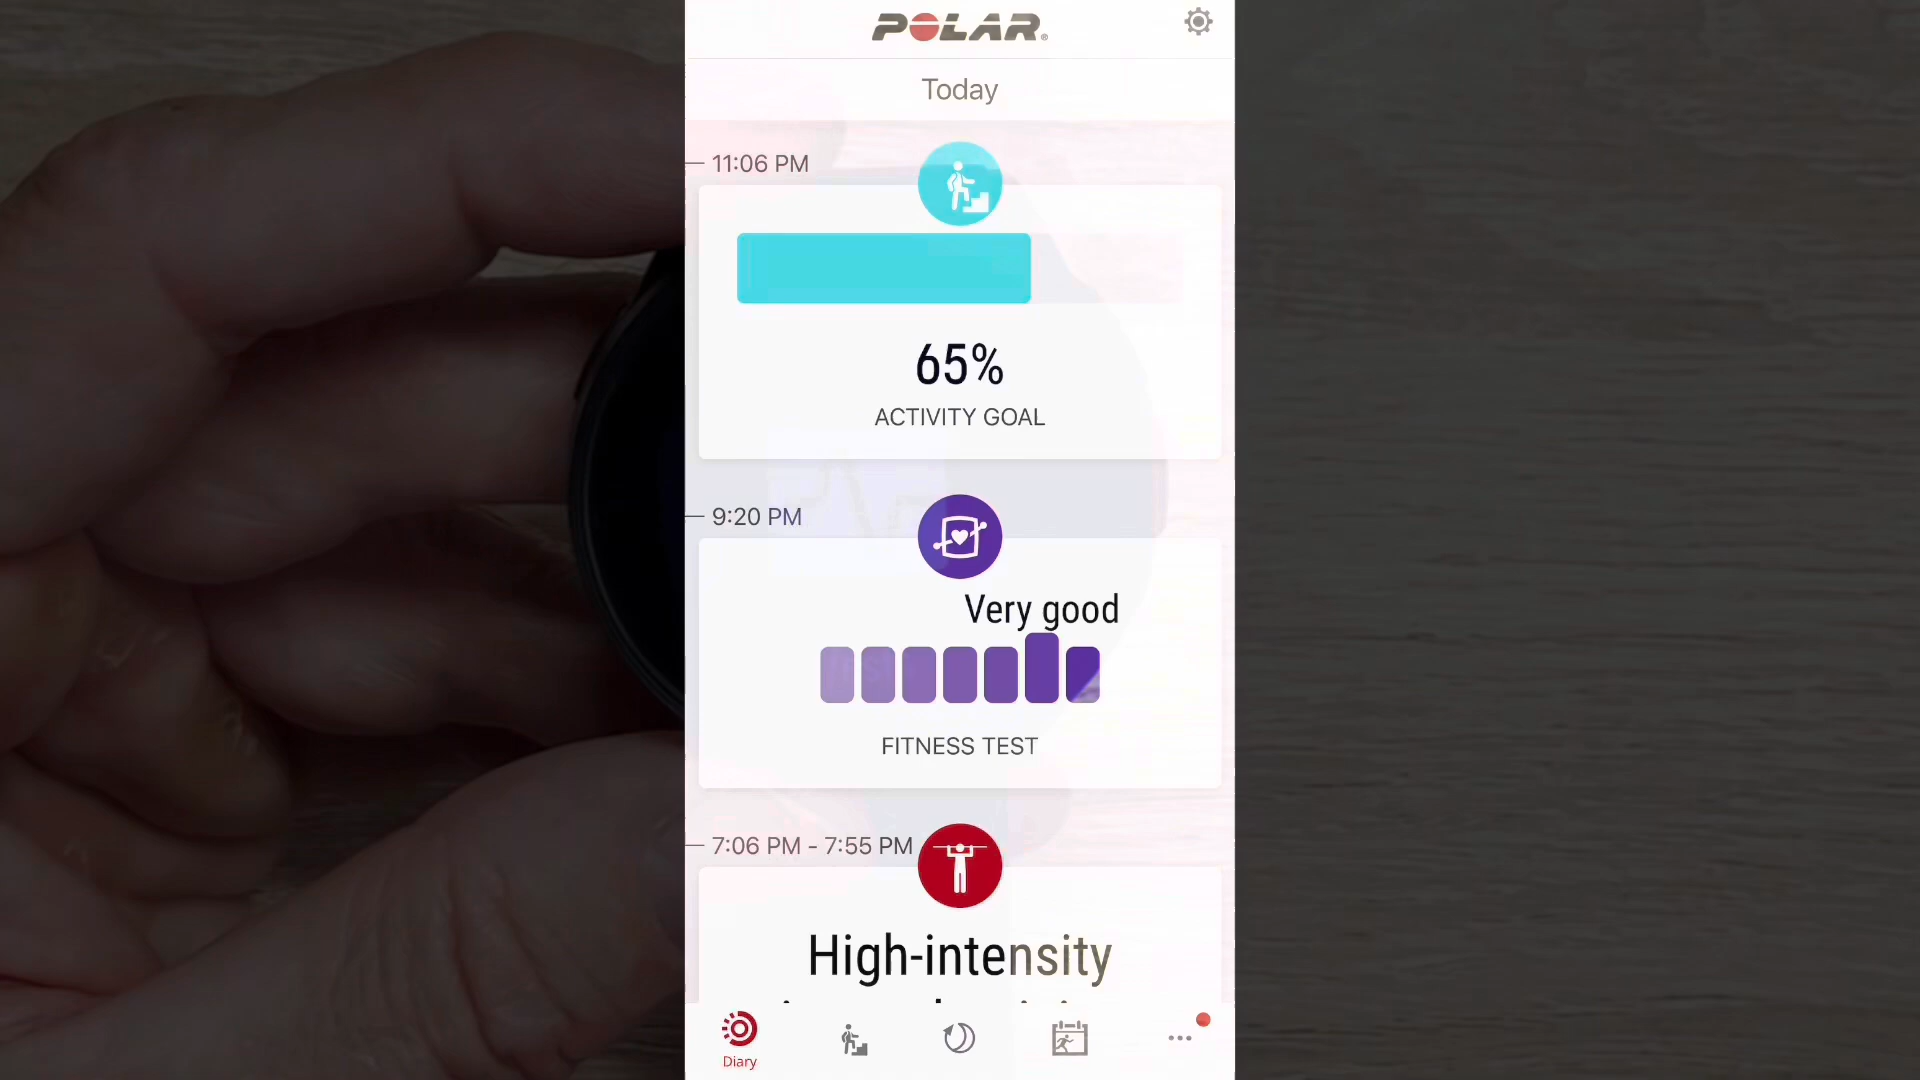 POLAR
Today
11:06 PM
65%
ACTIVITY GOAL
9:20 PM
Very good
FITNESS TEST
7:06 PM - 7:55 PM
High-intensity
Diary